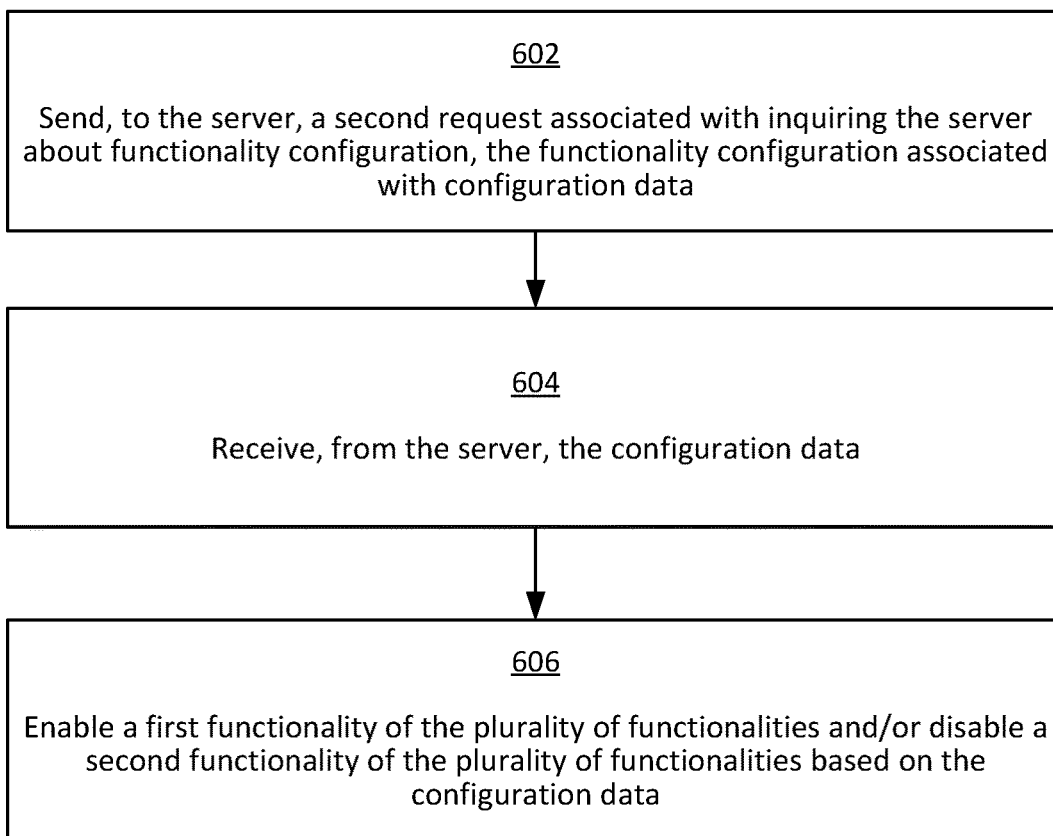 602
Send, to the server, a second request associated with inquiring the server
about functionality configuration, the functionality configuration associated
with configuration data
604
Receive, from the server, the configuration data
606
Enable a first functionality of the plurality of functionalities and/or disable a
second functionality of the plurality of functionalities based on the
configuration data